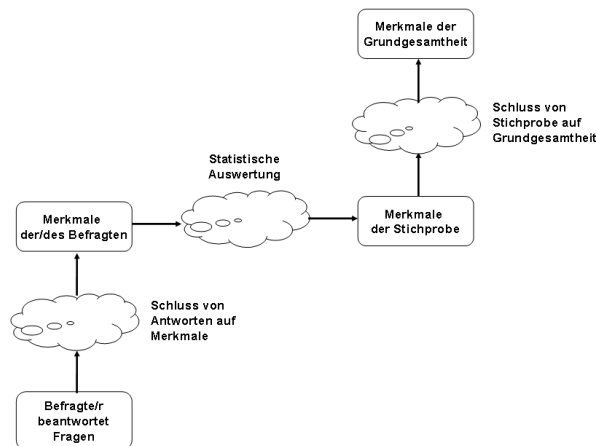 Merkmale der
Grundgesamtheit
Schluss von
Stichprobe auf
Grundgesamtheit
Statistische
Auswertung
Merkmale
der/des Befragten
Merkmale
der Stichprobe
Schluss von
Antworten auf
Merkmale
Befragte/r
beantwortet
Fragen